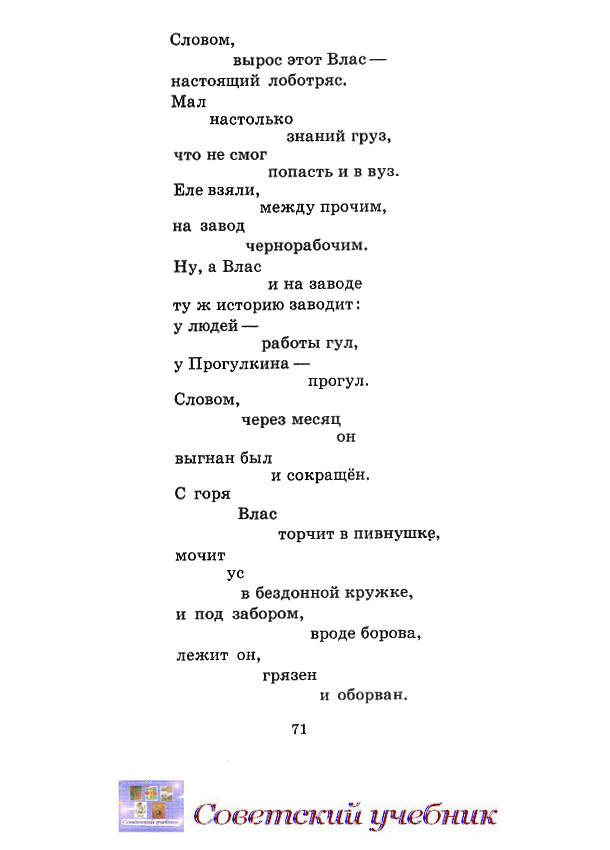 Словом,
вырос этот Влас —
настоящий лоботряс.
Мал
настолько
знаний груз,
что не смог
попасть и в вуз.
Еле взяли,
между прочим,
на завод
чернорабочим.
Ну, а Влас
и на заводе
ту ж историю заводит:
у людей —
работы гул,
у Прогулкина —
прогул.
Словом,
через месяц
он
выгнан был
и сокращён.
С горя
Влас
торчит в пивнушке,
мочит
ус
в бездонной кружке,
и под забором,
вроде борова,
лежит он,
грязен
и оборван.
71
Советский учебник
Советский учебник